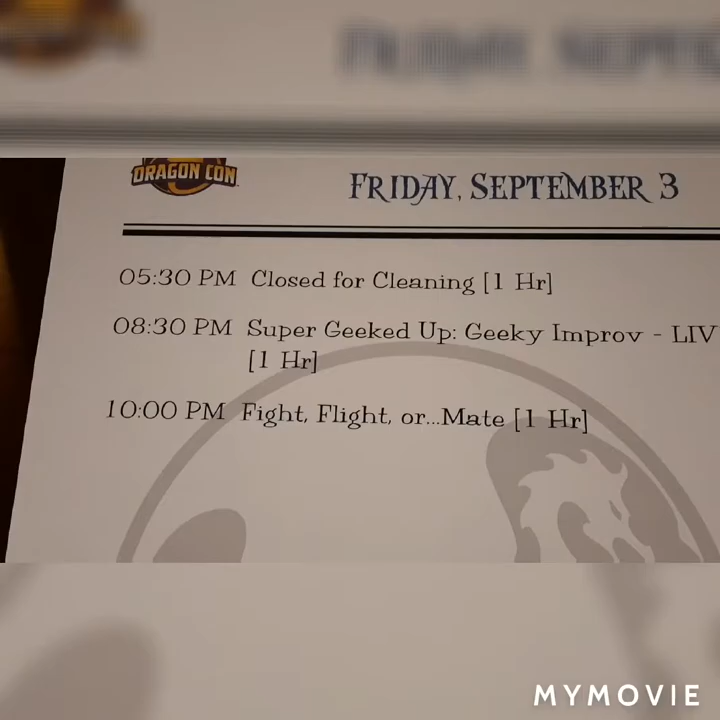 DRAGON CON
FRIDAY, SEPTEMBER 3
05:30 PM Closed for Cleaning [1 Hr]
08:30 PM Super Geeked Up: Geeky Improv - LIV
[1 Hr]
10:00 PM Fight, Flight, or...Mate [1 Hr]
MYMOVIE